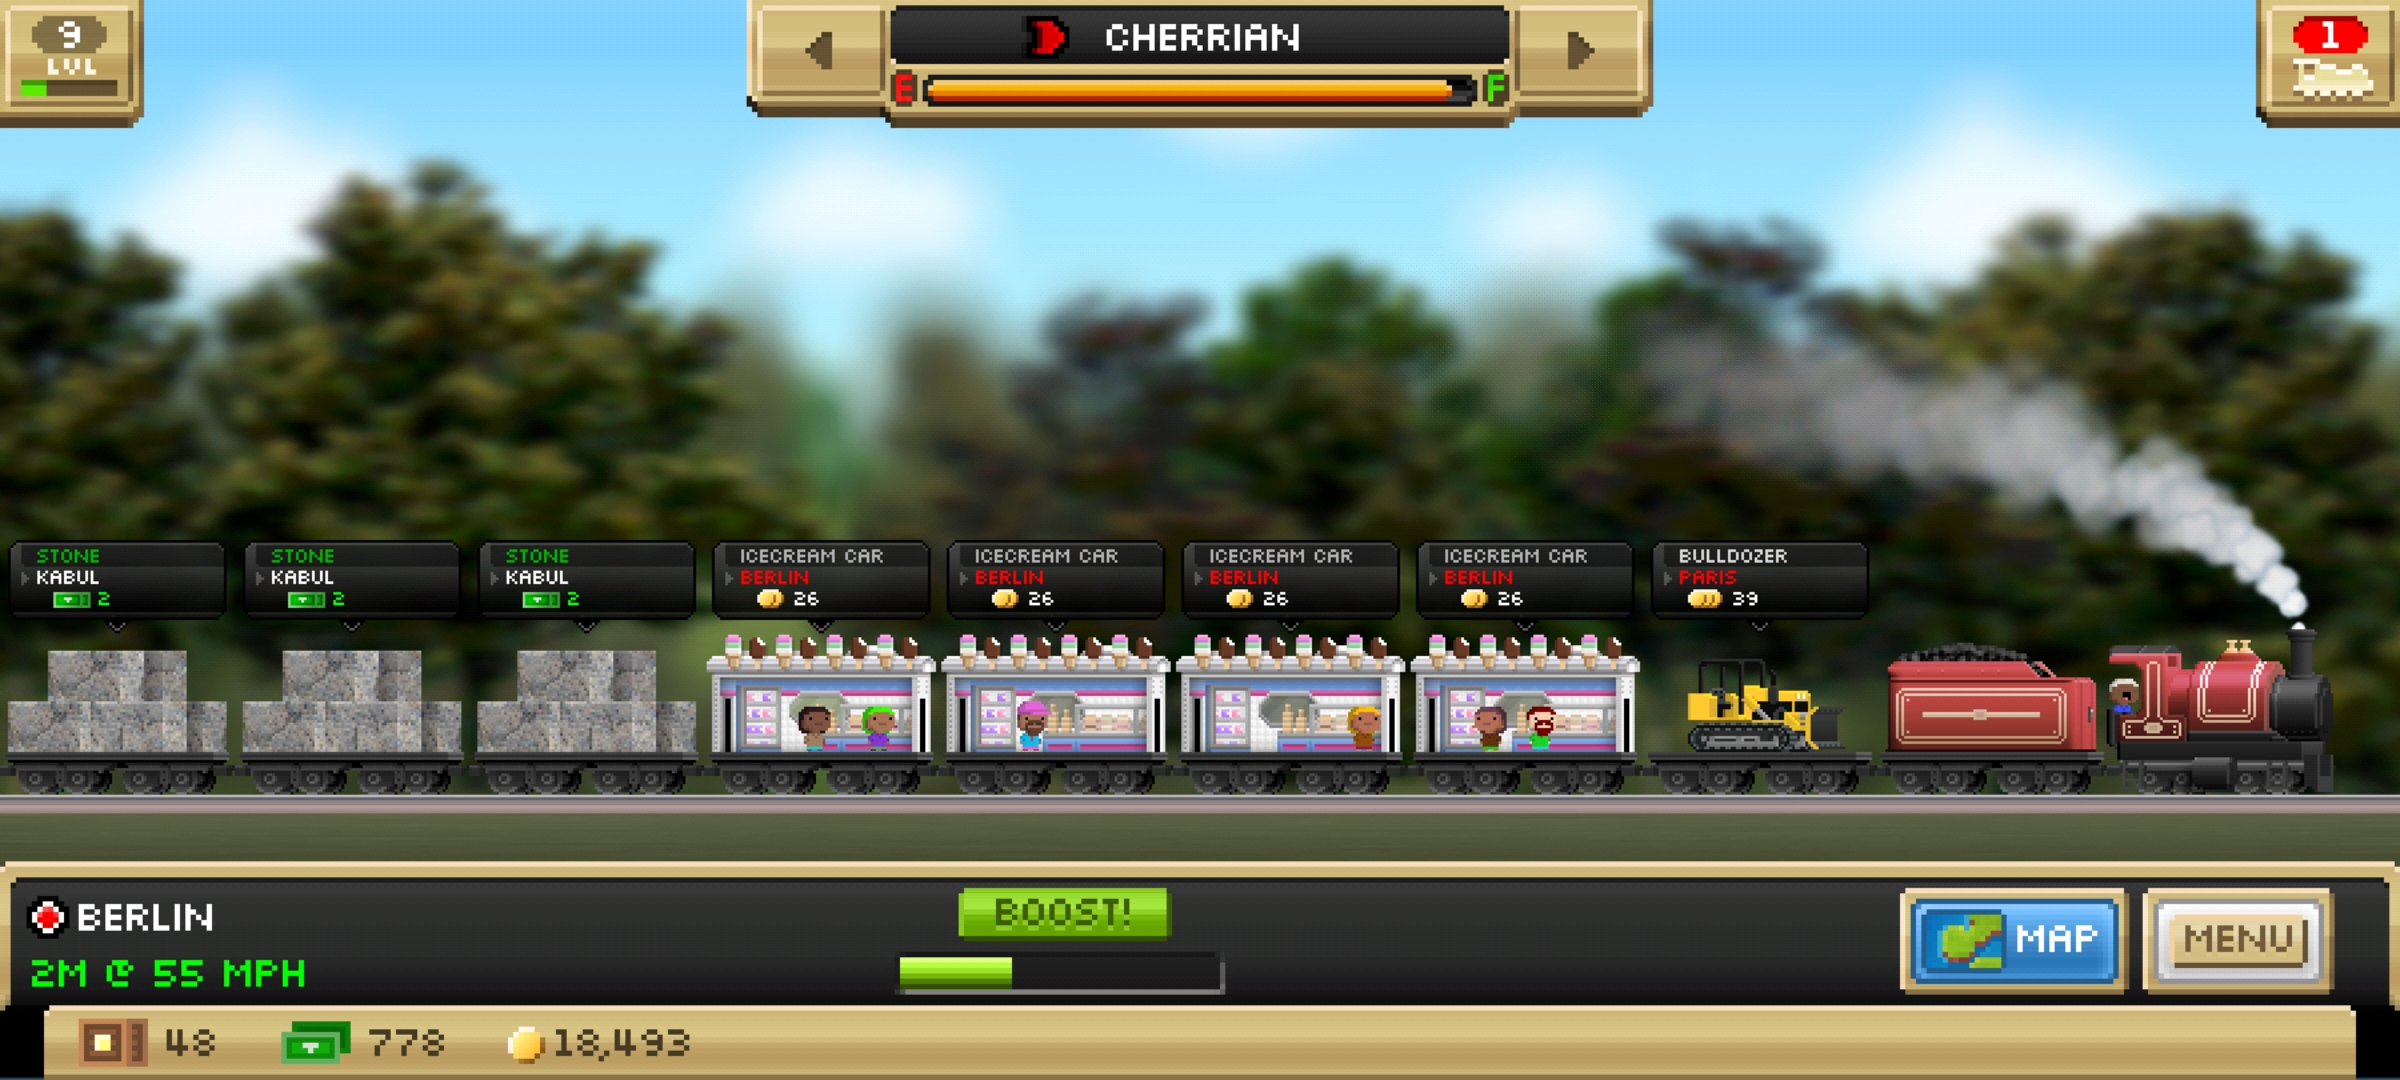 9
LVL
CHERRIAN
E F
1
STONE
KABUL
2
STONE
KABUL
2
STONE
KABUL
2
ICECREAM CAR
BERLIN
26
ICECREAM CAR
BERLIN
26
ICECREAM CAR
BERLIN
26
ICECREAM CAR
BERLIN
26
BULLDOZER
PARIS
39
BERLIN
2M @ 55 MPH
BOOST!
MAP
MENU
48
778
18,493